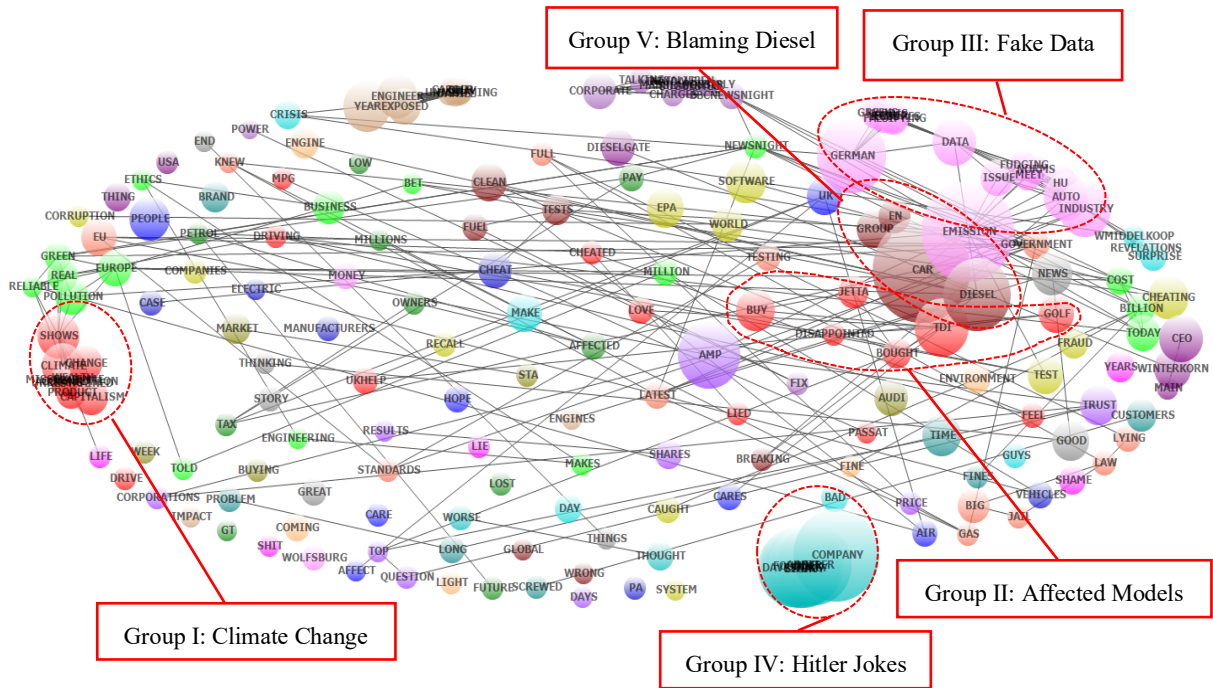 Group V: Blaming Diesel
Group III: Fake Data
ENGINEER
YEAREXPOSED
CRISIS
CORPORATE
POWER
END
ENGINE
USA
KNEW
LOW
MPG
THING
ETHICS
BRAND
CORRUPTION
PEOPLE
BUSINESS
BET
CLEAN
FULL
DIESELGATE
PAY
NEWSNIGHT
SOFTWARE
UK
EPA
WORLD
TESTS
FUEL
GERMAN
DATA
FUDGING
ISSUE
MEET
HU
AUTO
INDUSTRY
EN
GROUP
EMISSION
GOVERNMENT
WMIDDELKOOP
REVELATIONS
SURPRISE
EU
PETROL
DRIVING
MILLIONS
GREEN
REAL
EUROPE
RELIABLE
POLLUTION
COMPANIES
MONEY
ELECTRIC
CASE
CHEAT
CHEATED
MILLION
TESTING
CAR
NEWS
COST
DIESEL
BILLION
CHEATING
JETTA
BUY
DISAPPOINTED
TDI
GOLF
TODAY
CEO
SHOWS
CLIMATE
CHANGE
PRODUCT
CAPITALISM
MARKET
MANUFACTURERS
OWNERS
MAKE
LOVE
RECALL
AFFECTED
THINKING
AMP
BOUGHT
FRAUD
YEARS
WINTERKORN
MAIN
UKHELP
STA
FIX
ENVIRONMENT
TEST
AUDI
STORY
HOPE
LATEST
LIED
FEEL
TRUST
CUSTOMERS
TAX
ENGINEERING
RESULTS
ENGINES
PASSAT
TIME
GOOD
LYING
LIFE
WEEK
TOLD
BUYING
STANDARDS
LIE
MAKES
SHARES
BREAKING
FINE
GUYS
LAW
DRIVE
CORPORATIONS
PROBLEM
GREAT
LOST
CARES
FINES
SHAME
VEHICLES
IMPACT
GT
COMING
CARE
WORSE
DAY
CAUGHT
BAD
PRICE
BIG
JAIL
SHIT
WOLFSBURG
TOP
LONG
GLOBAL
THINGS
THOUGHT
COMPANY
AIR
GAS
AFFECT
QUESTION
LIGHT
FUTURE
SCREWED
WRONG
DAYS
PA
SYSTEM
Group II: Affected Models
Group I: Climate Change
Group IV: Hitler Jokes